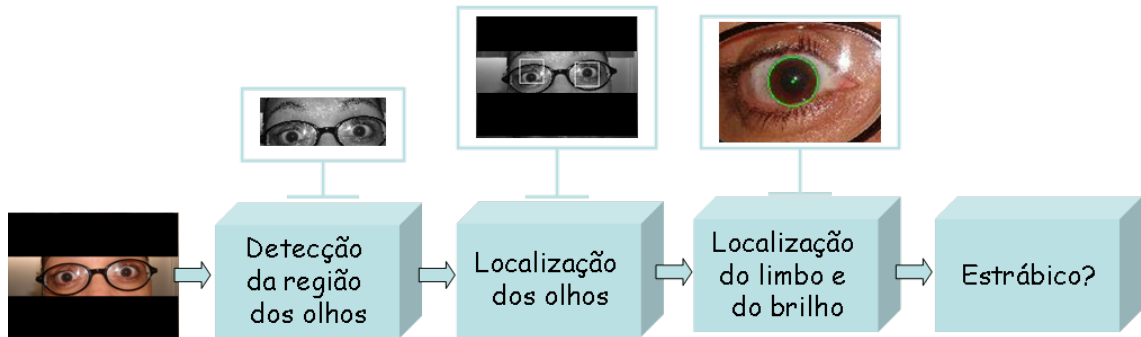 Detecção
da região
dos olhos
Localização
dos olhos
Localização
do limbo e
do brilho
Estrábico?